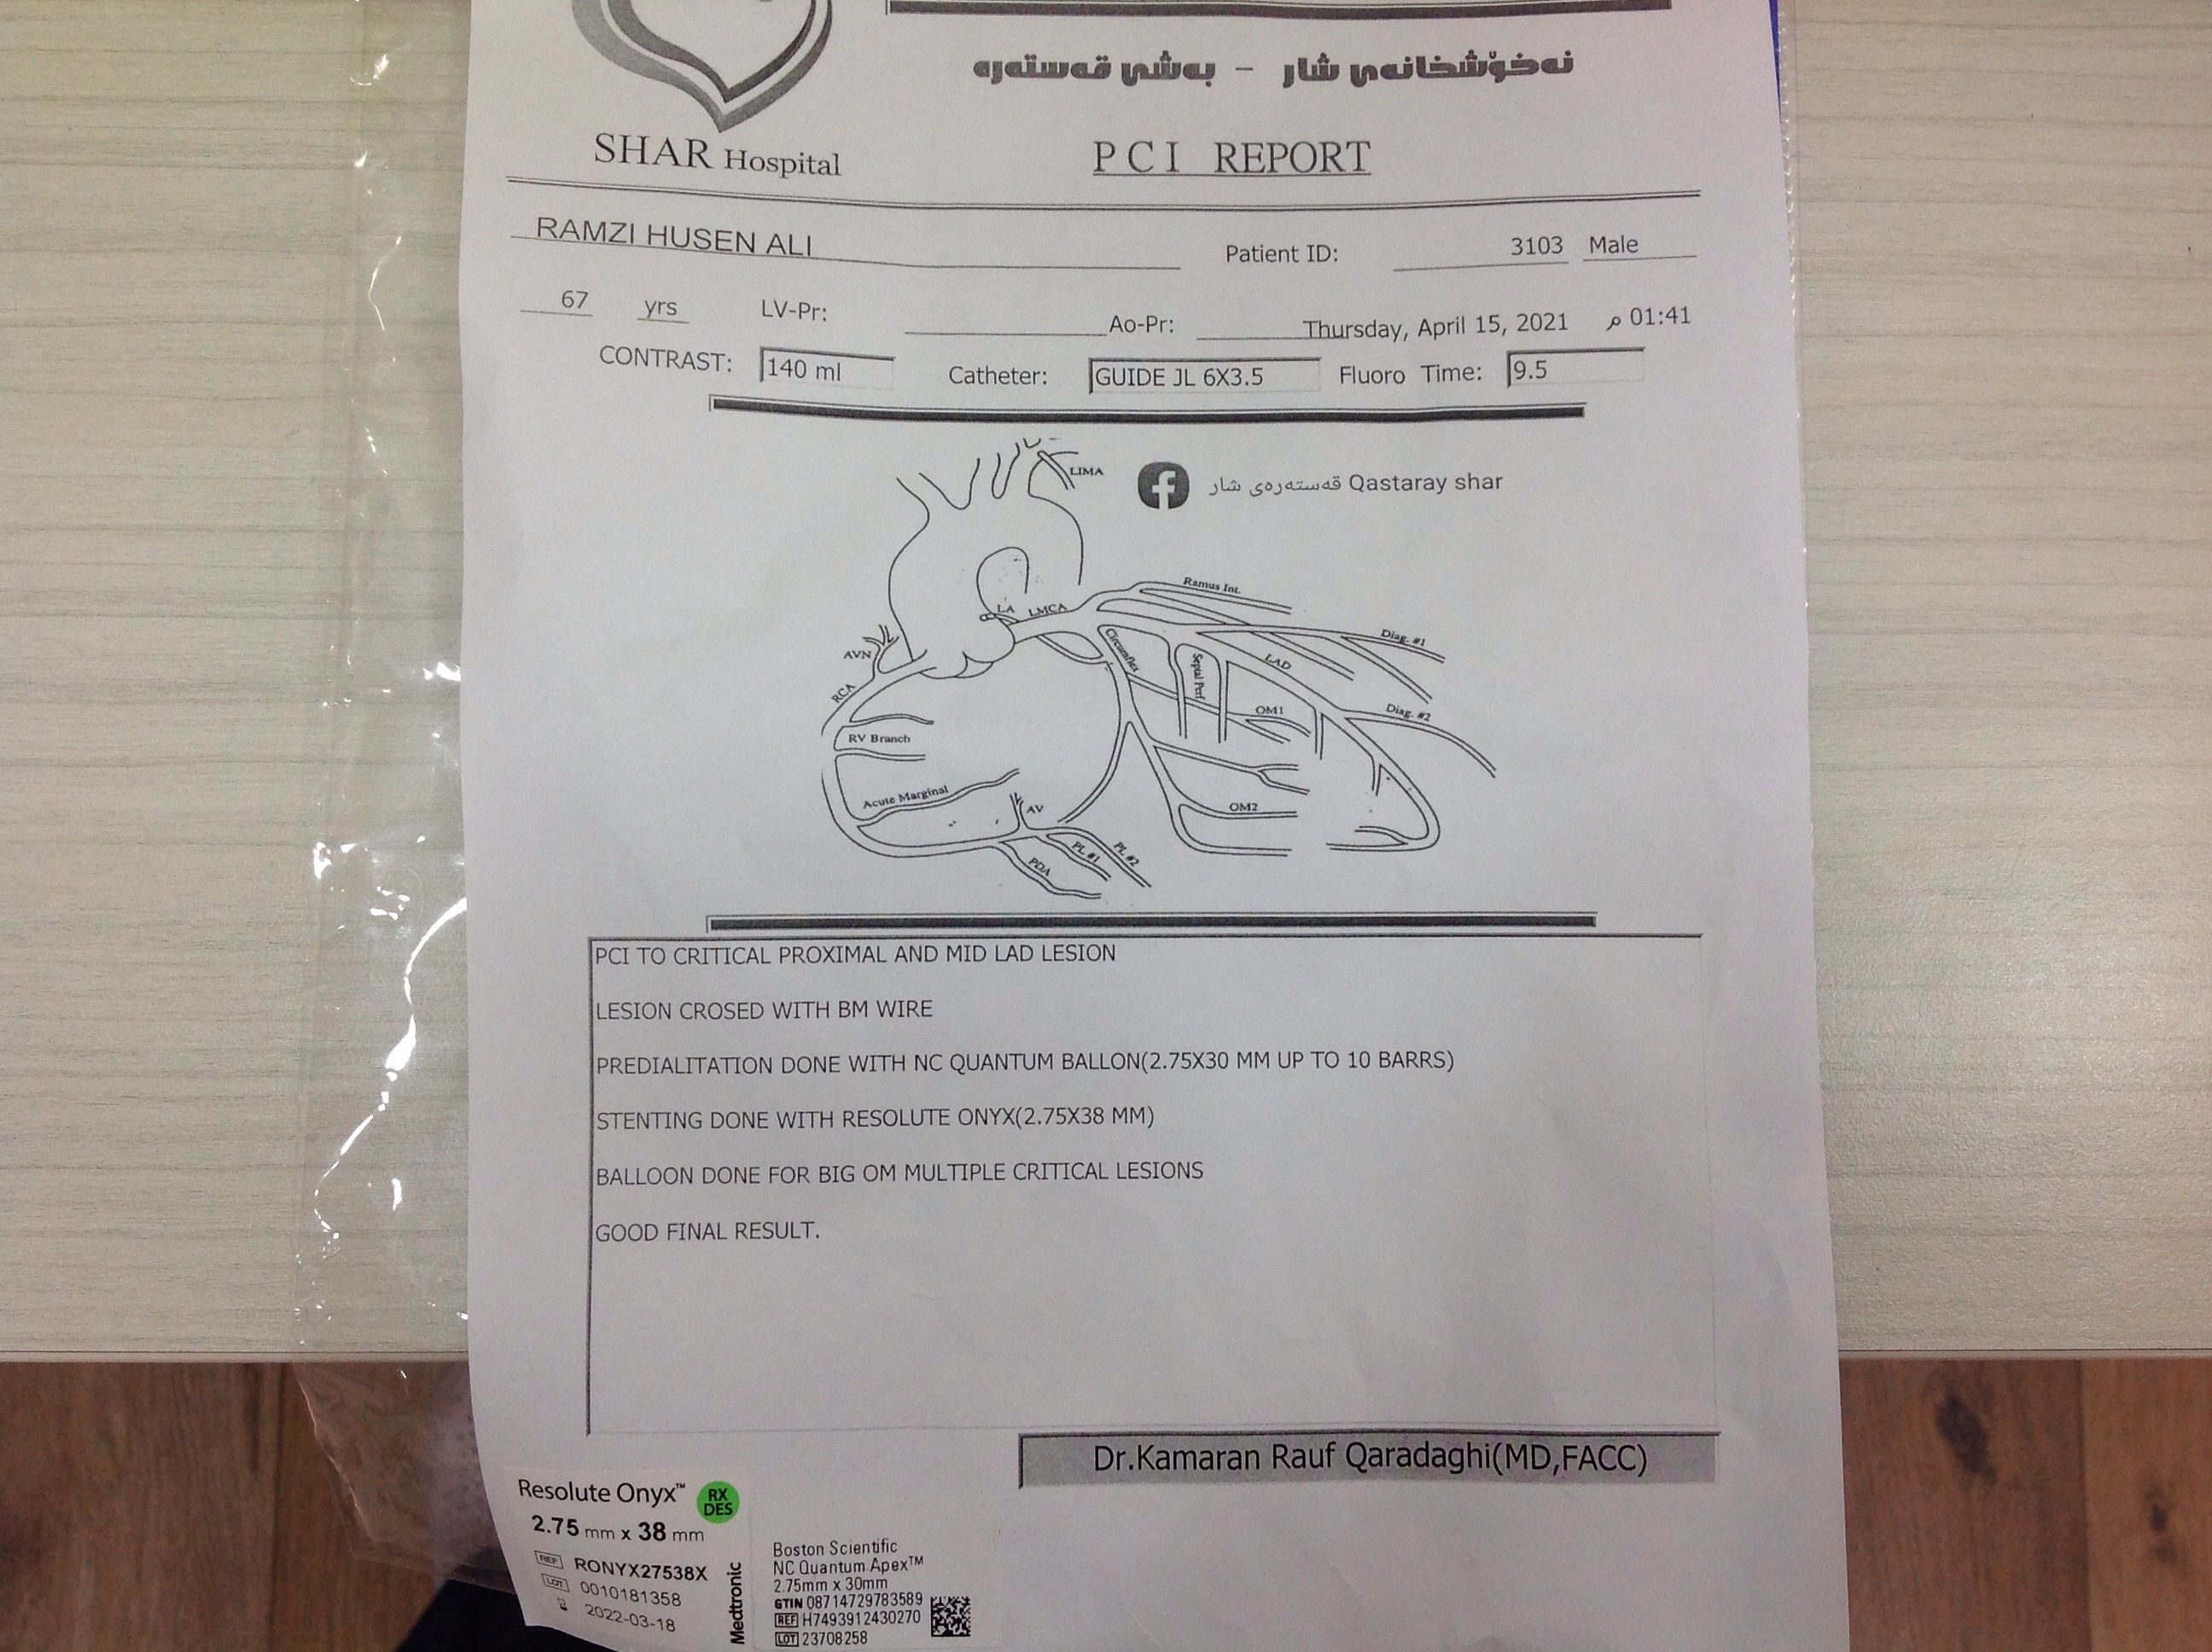 نەخۆشخانەی شار - بەشی قەستەرە
SHAR Hospital
PCI REPORT
RAMZI HUSEN ALI
Patient ID: 3103 Male
67 yrs LV-Pr: Ao-Pr: Thursday, April 15, 2021 01:41 م
CONTRAST: 140 ml Catheter: GUIDE JL 6X3.5 Fluoro Time: 9.5
LIMA
قەستەرەی شار Qastaray shar
Ramus Int.
LA LMCA
Diag. #1
AVN
Circumflex
Septal Perf.
LAD
RCA
OM1
Diag. #2
RV Branch
Acute Marginal
AV
OM2
PL #1
PL #2
PDA
PCI TO CRITICAL PROXIMAL AND MID LAD LESION
LESION CROSED WITH BM WIRE
PREDIALITATION DONE WITH NC QUANTUM BALLON(2.75X30 MM UP TO 10 BARRS)
STENTING DONE WITH RESOLUTE ONYX(2.75X38 MM)
BALLOON DONE FOR BIG OM MULTIPLE CRITICAL LESIONS
GOOD FINAL RESULT.
Dr.Kamaran Rauf Qaradaghi(MD,FACC)
Resolute Onyx™
RX
DES
2.75 mm x 38 mm
REF RONYX27538X
LOT 0010181358
2022-03-18
Medtronic
Boston Scientific
NC Quantum Apex™
2.75mm x 30mm
GTIN 08714729783589
REF H7493912430270
LOT 23708258